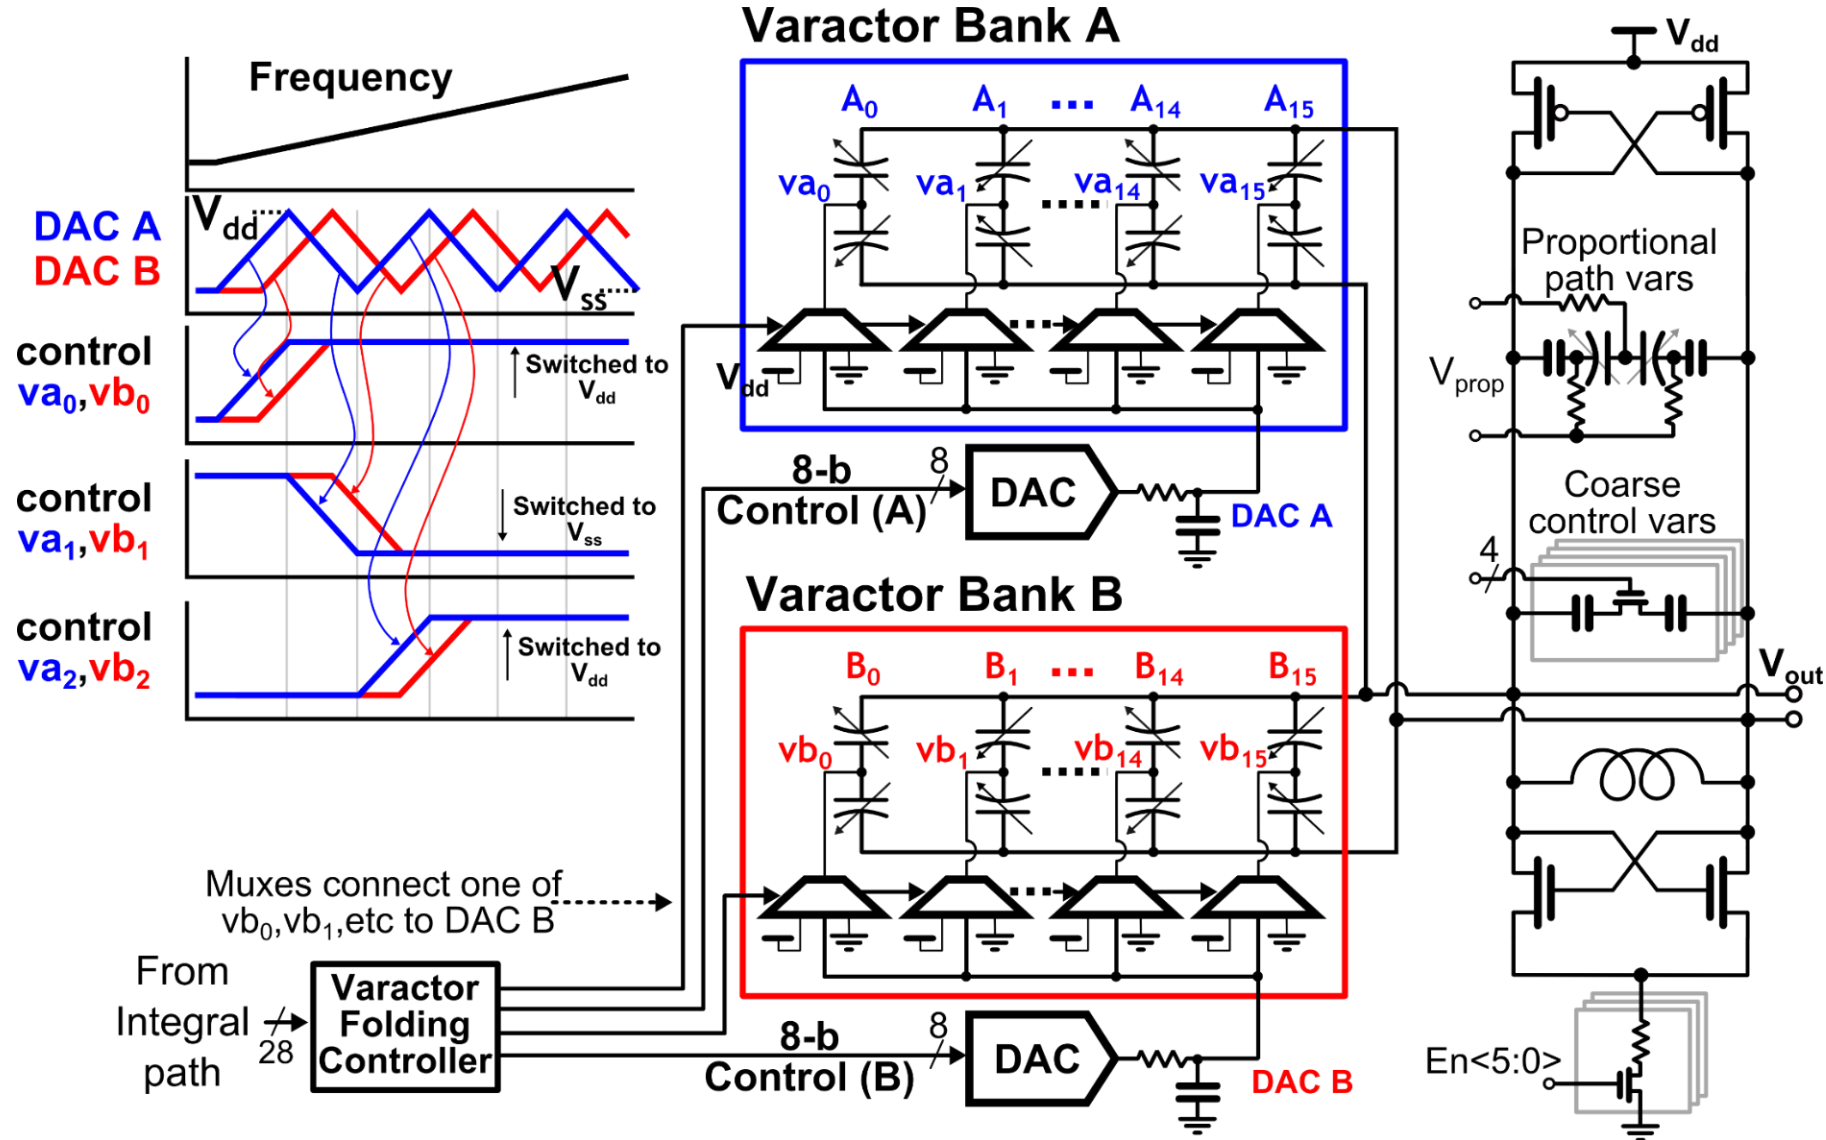 Frequency
DAC A
DAC B
Vdd
Vss
control
va0,vb0
Switched to
Vdd
control
va1,vb1
Switched to
Vss
control
va2,vb2
Switched to
Vdd
Muxes connect one of
vb0,vb1,etc to DAC B
From
Integral
path
28
Varactor
Folding
Controller
Varactor Bank A
A0 A1 ... A14 A15
va0 va1 va14 va15
Vdd
8-b
Control (A)
8
DAC
DAC A
Varactor Bank B
B0 B1 ... B14 B15
vb0 vb1 vb14 vb15
8-b
Control (B)
8
DAC
DAC B
Vdd
Proportional
path vars
Vprop
Coarse
control vars
4
Vout
En<5:0>